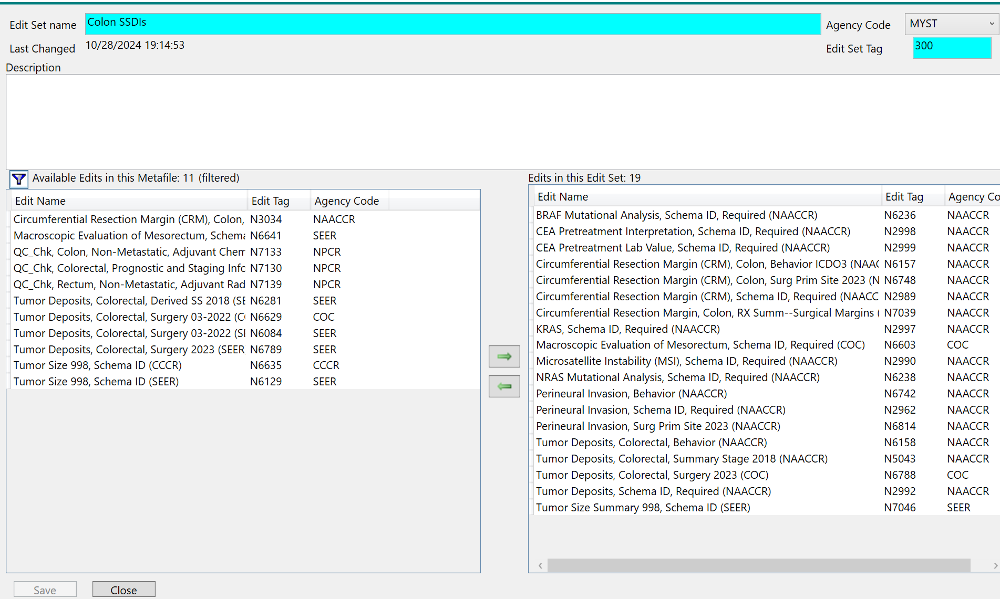 Edit Set name Colon SSDIs Agency Code MYST
Last Changed 10/28/2024 19:14:53 Edit Set Tag 300
Description
Available Edits in this Metafile: 11 (filtered)
Edit Name Edit Tag Agency Code
Circumferential Resection Margin (CRM), Colon, N3034 NAACCR
Macroscopic Evaluation of Mesorectum, Schema N6641 SEER
QC_Chk, Colon, Non-Metastatic, Adjuvant Chem N7133 NPCR
QC_Chk, Colorectal, Prognostic and Staging Info N7130 NPCR
QC_Chk, Rectum, Non-Metastatic, Adjuvant Rad N7139 NPCR
Tumor Deposits, Colorectal, Derived SS 2018 (SE N6281 SEER
Tumor Deposits, Colorectal, Surgery 03-2022 (C N6629 COC
Tumor Deposits, Colorectal, Surgery 03-2022 (SE N6084 SEER
Tumor Deposits, Colorectal, Surgery 2023 (SEER N6789 SEER
Tumor Size 998, Schema ID (CCCR) N6635 CCCR
Tumor Size 998, Schema ID (SEER) N6129 SEER
Edits in this Edit Set: 19
Edit Name Edit Tag Agency Co
BRAF Mutational Analysis, Schema ID, Required (NAACCR) N6236 NAACCR
CEA Pretreatment Interpretation, Schema ID, Required (NAACCR) N2998 NAACCR
CEA Pretreatment Lab Value, Schema ID, Required (NAACCR) N2999 NAACCR
Circumferential Resection Margin (CRM), Colon, Behavior ICDO3 (NAAC N6157 NAACCR
Circumferential Resection Margin (CRM), Colon, Surg Prim Site 2023 (N N6748 NAACCR
Circumferential Resection Margin (CRM), Schema ID, Required (NAACC N2989 NAACCR
Circumferential Resection Margin, Colon, RX Summ--Surgical Margins ( N7039 NAACCR
KRAS, Schema ID, Required (NAACCR) N2997 NAACCR
Macroscopic Evaluation of Mesorectum, Schema ID, Required (COC) N6603 COC
Microsatellite Instability (MSI), Schema ID, Required (NAACCR) N2990 NAACCR
NRAS Mutational Analysis, Schema ID, Required (NAACCR) N6238 NAACCR
Perineural Invasion, Behavior (NAACCR) N6742 NAACCR
Perineural Invasion, Schema ID, Required (NAACCR) N2962 NAACCR
Perineural Invasion, Surg Prim Site 2023 (NAACCR) N6814 NAACCR
Tumor Deposits, Colorectal, Behavior (NAACCR) N6158 NAACCR
Tumor Deposits, Colorectal, Summary Stage 2018 (NAACCR) N5043 NAACCR
Tumor Deposits, Colorectal, Surgery 2023 (COC) N6788 COC
Tumor Deposits, Schema ID, Required (NAACCR) N2992 NAACCR
Tumor Size Summary 998, Schema ID (SEER) N7046 SEER
Save Close